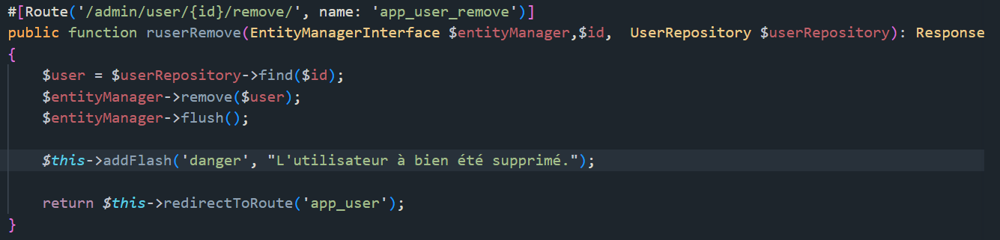 #[Route('/admin/user/{id}/remove/', name: 'app_user_remove')]
public function ruserRemove(EntityManagerInterface $entityManager,$id,  UserRepository $userRepository): Response
{
    $user = $userRepository->find($id);
    $entityManager->remove($user);
    $entityManager->flush();
    $this->addFlash('danger', "L'utilisateur à bien été supprimé.");
    return $this->redirectToRoute('app_user');
}